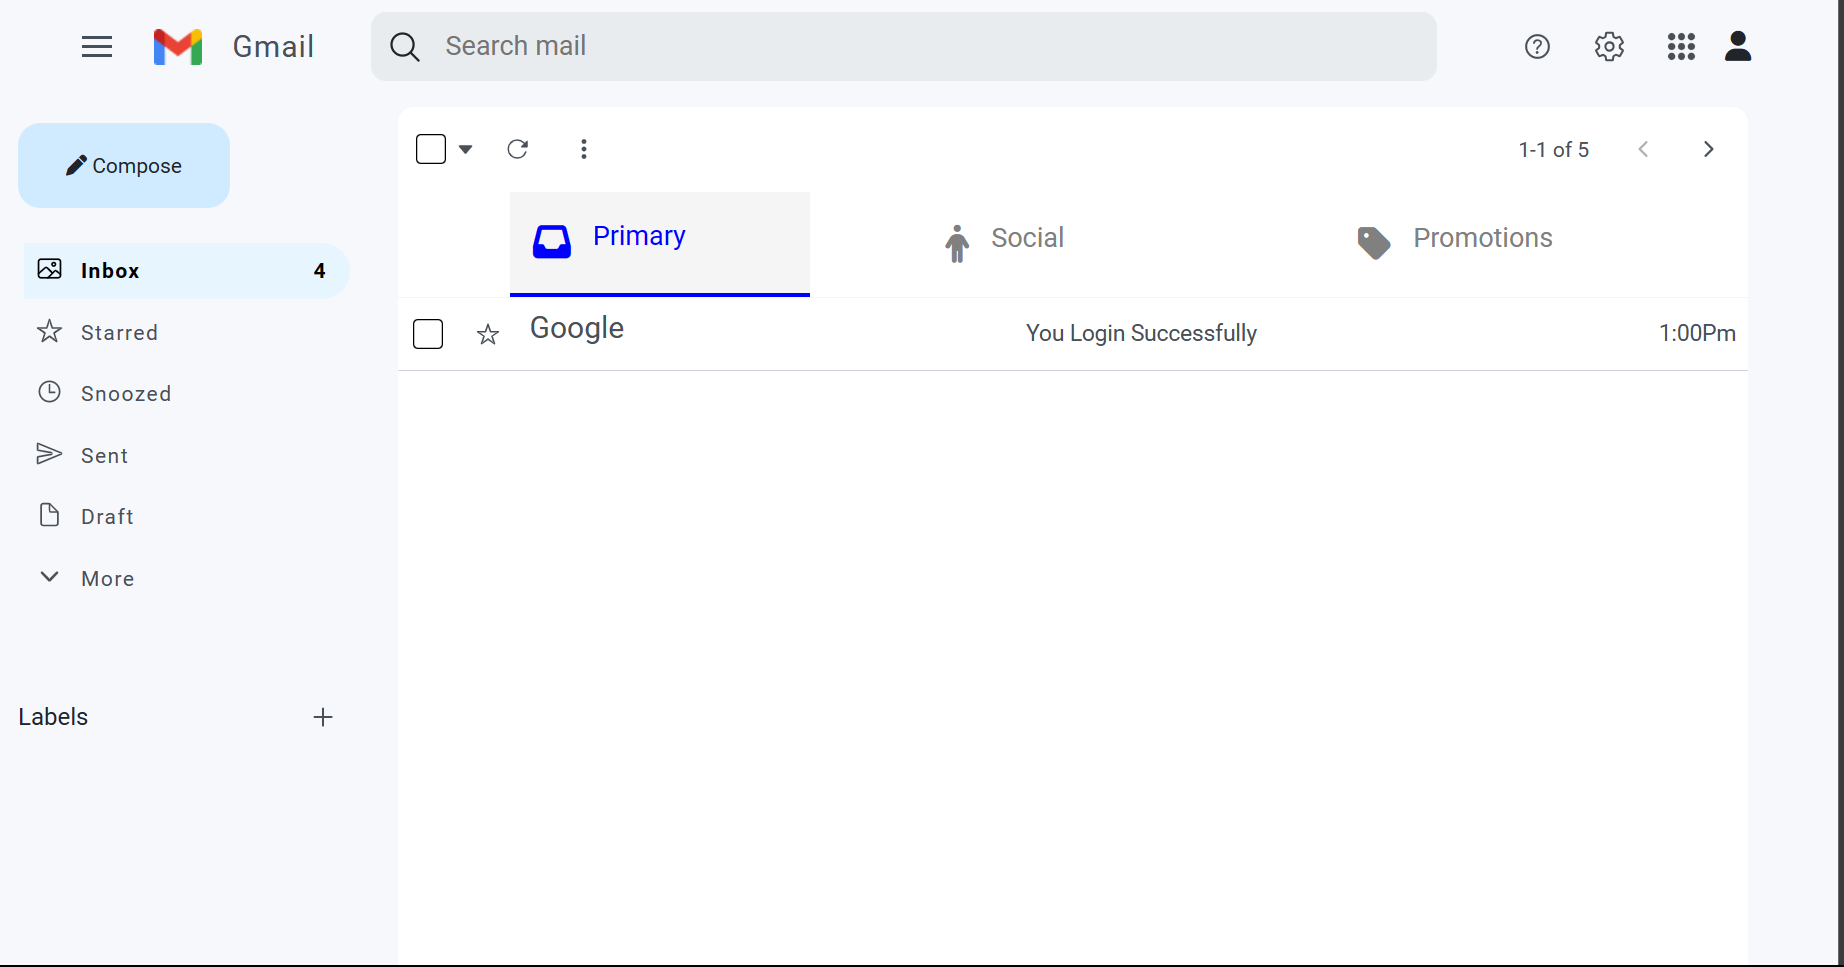 Gmail
Search mail
Compose
1-1 of 5
Primary
Social
Promotions
Inbox 4
Google You Login Successfully 1:00Pm
Starred
Snoozed
Sent
Draft
More
Labels